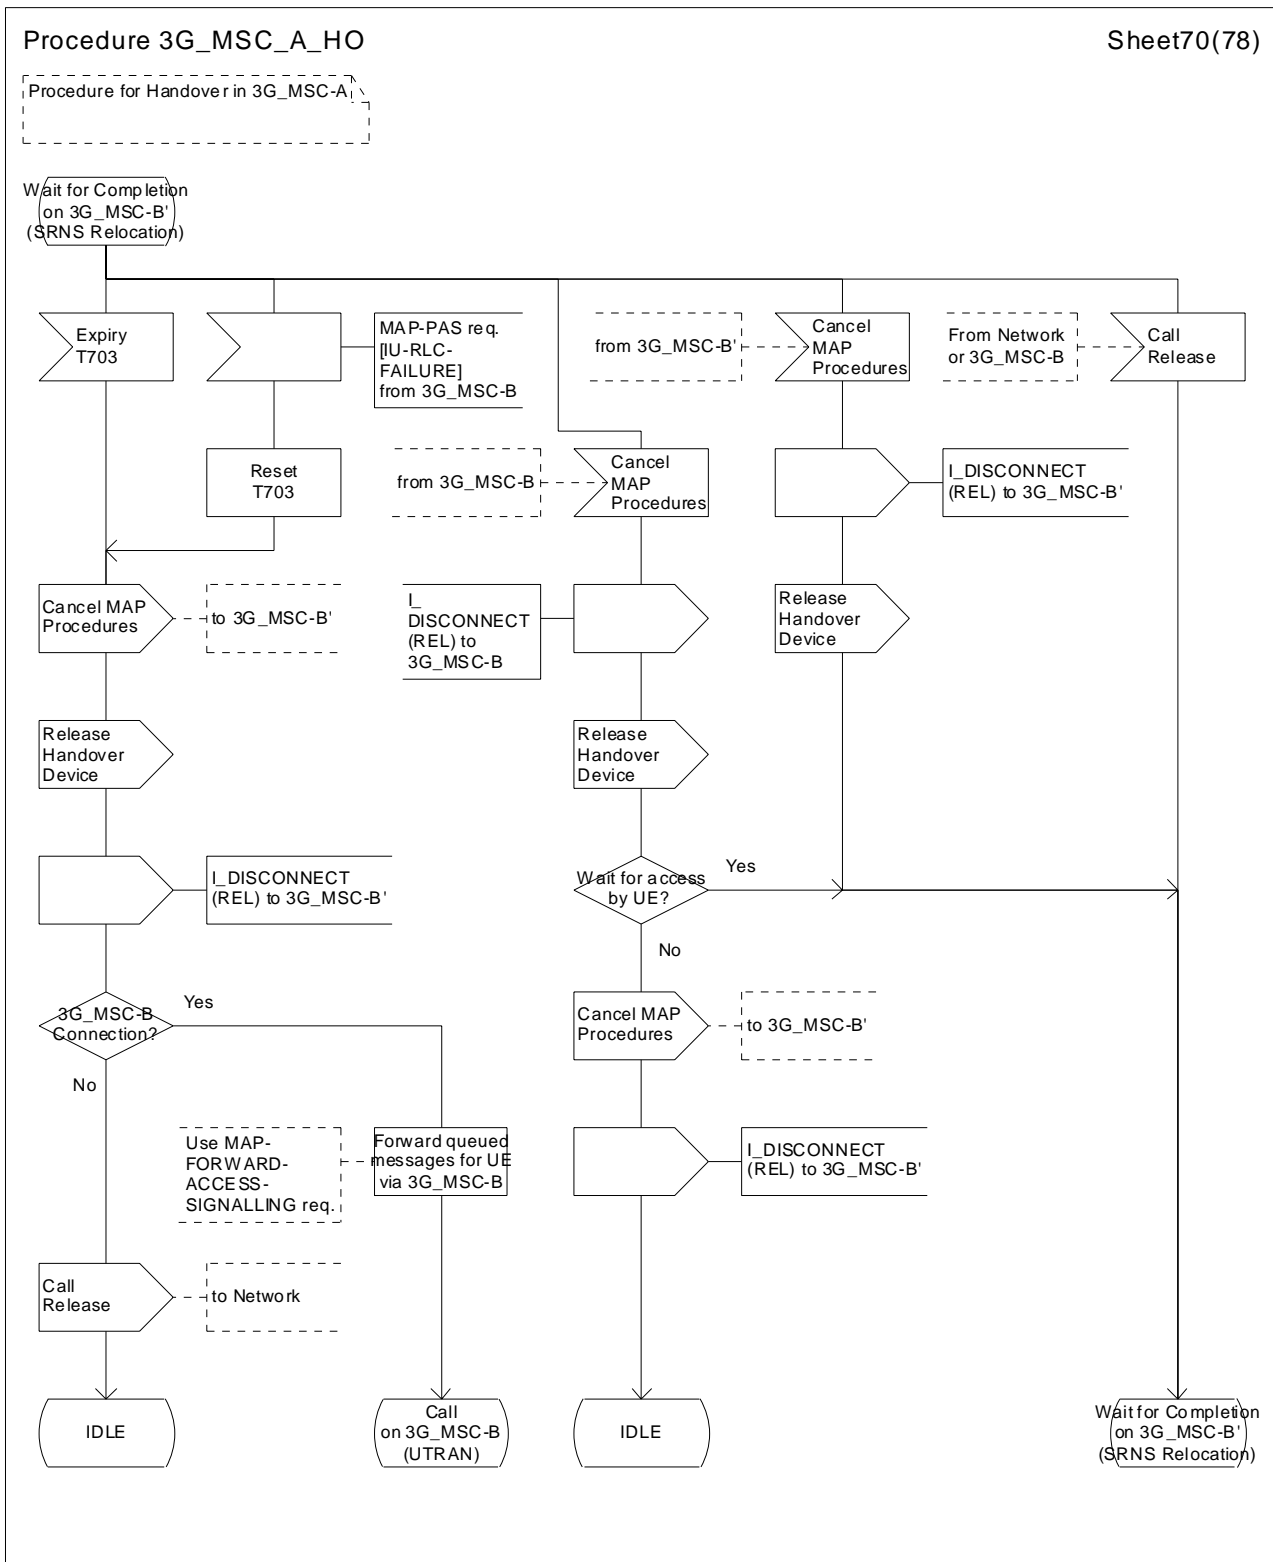 Procedure 3G_MSC_A_HO
Sheet70(78)
Procedure for Handover in 3G_MSC-A
Wait for Completion
on 3G_MSC-B'
(SRNS Relocation)
Expiry
T703
MAP-PAS req.
[IU-RLC-
FAILURE]
from 3G_MSC-B
from 3G_MSC-B'
Cancel
MAP
Procedures
From Network
or 3G_MSC-B
Call
Release
Reset
T703
from 3G_MSC-B
Cancel
MAP
Procedures
I_DISCONNECT
(REL) to 3G_MSC-B'
Cancel MAP
Procedures
to 3G_MSC-B'
I_
DISCONNECT
(REL) to
3G_MSC-B
Release
Handover
Device
Release
Handover
Device
Release
Handover
Device
I_DISCONNECT
(REL) to 3G_MSC-B'
Wait for access
by UE?
Yes
No
3G_MSC-B
Connection?
Yes
No
Cancel MAP
Procedures
to 3G_MSC-B'
Use MAP-
FORWARD-
ACCESS-
SIGNALLING req.
Forward queued
messages for UE
via 3G_MSC-B
I_DISCONNECT
(REL) to 3G_MSC-B'
Call
Release
to Network
IDLE
Call
on 3G_MSC-B
(UTRAN)
IDLE
Wait for Completion
on 3G_MSC-B'
(SRNS Relocation)